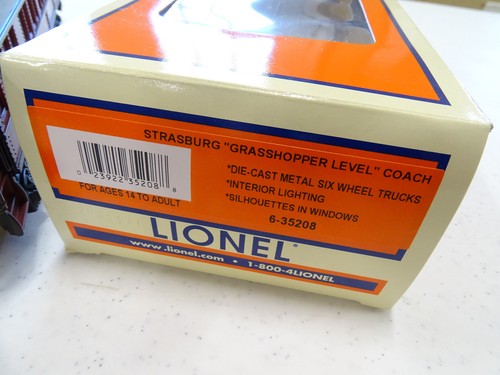 STRASBURG "GRASSHOPPER LEVEL" COACH
*DIE-CAST METAL SIX WHEEL TRUCKS
*INTERIOR LIGHTING
*SILHOUETTES IN WINDOWS
6-35208
0 23922 35208 8
FOR AGES 14 TO ADULT
LIONEL®
www.lionel.com • 1-800-4LIONEL